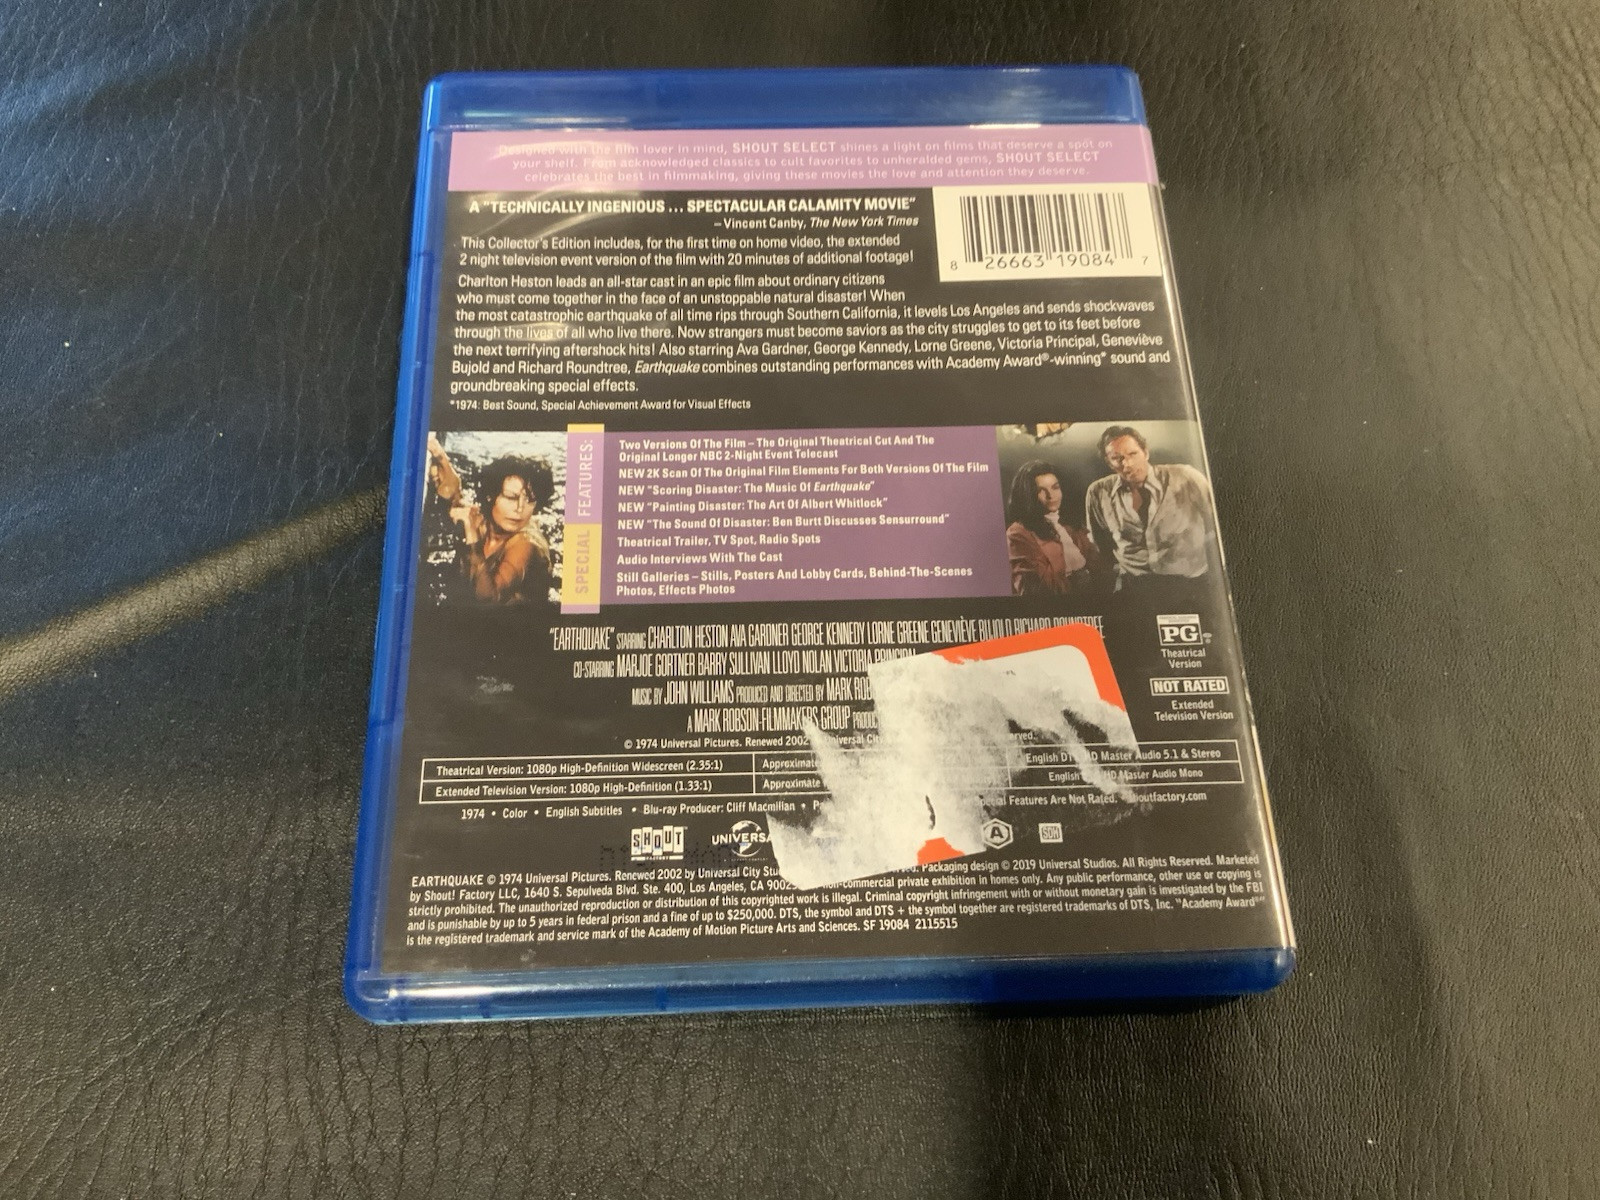 Designed with the film lover in mind, SHOUT SELECT shines a light on films that deserve a spot on
your shelf. From acknowledged classics to cult favorites to unheralded gems, SHOUT SELECT
celebrates the best in filmmaking, giving these movies the love and attention they deserve.
A "TECHNICALLY INGENIOUS ... SPECTACULAR CALAMITY MOVIE"
– Vincent Canby, The New York Times
8 26663 19084 7
This Collector's Edition includes, for the first time on home video, the extended
2 night television event version of the film with 20 minutes of additional footage!
Charlton Heston leads an all-star cast in an epic film about ordinary citizens
who must come together in the face of an unstoppable natural disaster! When
the most catastrophic earthquake of all time rips through Southern California, it levels Los Angeles and sends shockwaves
through the lives of all who live there. Now strangers must become saviors as the city struggles to get to its feet before
the next terrifying aftershock hits! Also starring Ava Gardner, George Kennedy, Lorne Greene, Victoria Principal, Geneviève
Bujold and Richard Roundtree, Earthquake combines outstanding performances with Academy Award®-winning* sound and
groundbreaking special effects.
*1974: Best Sound, Special Achievement Award for Visual Effects
SPECIAL FEATURES:
Two Versions Of The Film – The Original Theatrical Cut And The
Original Longer NBC 2-Night Event Telecast
NEW 2K Scan Of The Original Film Elements For Both Versions Of The Film
NEW "Scoring Disaster: The Music Of Earthquake"
NEW "Painting Disaster: The Art Of Albert Whitlock"
NEW "The Sound Of Disaster: Ben Burtt Discusses Sensurround"
Theatrical Trailer, TV Spot, Radio Spots
Audio Interviews With The Cast
Still Galleries – Stills, Posters And Lobby Cards, Behind-The-Scenes
Photos, Effects Photos
"EARTHQUAKE" STARRING CHARLTON HESTON AVA GARDNER GEORGE KENNEDY LORNE GREENE GENEVIÈVE BUJOLD RICHARD ROUNDTREE
CO-STARRING MARJOE GORTNER BARRY SULLIVAN LLOYD NOLAN VICTORIA PRINCIPAL
MUSIC BY JOHN WILLIAMS PRODUCED AND DIRECTED BY MARK
A MARK ROBSON-FILMMAKERS GROUP
PG
Theatrical
Version
NOT RATED
Extended
Television Version
© 1974 Universal Pictures. Renewed 2002
Theatrical Version: 1080p High-Definition Widescreen (2.35:1) Approximate English DTS-HD Master Audio 5.1 & Stereo
Extended Television Version: 1080p High-Definition (1.33:1) Approximate English HD Master Audio Mono
1974 • Color • English Subtitles • Blu-ray Producer: Cliff Macmillan • Special Features Are Not Rated. • shoutfactory.com
SHOUT FACTORY
UNIVERSAL
A
SDH
EARTHQUAKE © 1974 Universal Pictures. Renewed 2002 by Universal City Packaging design © 2019 Universal Studios. All Rights Reserved. Marketed
by Shout! Factory LLC, 1640 S. Sepulveda Blvd. Ste. 400, Los Angeles, CA non-commercial private exhibition in homes only. Any public performance, other use or copying is
strictly prohibited. The unauthorized reproduction or distribution of this copyrighted work is illegal. Criminal copyright infringement with or without monetary gain is investigated by the FBI
and is punishable by up to 5 years in federal prison and a fine of up to $250,000. DTS, the symbol and DTS + the symbol together are registered trademarks of DTS, Inc. "Academy Award®"
is the registered trademark and service mark of the Academy of Motion Picture Arts and Sciences. SF 19084 2115515